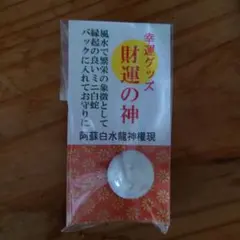 幸運グッズ
財運の神
風水で繁栄の象徴として
縁起の良いミニ白蛇
パックに入れてお守りに
阿蘇白水龍神權現